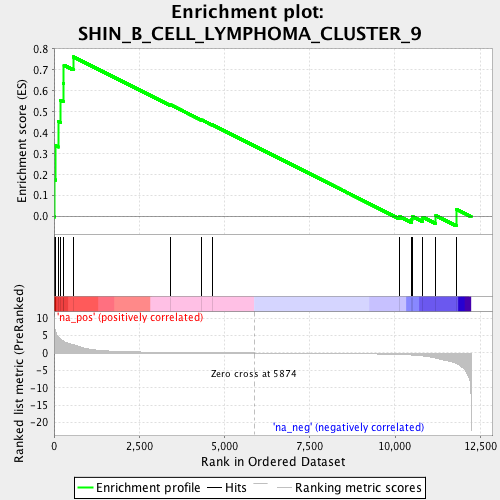 Enrichment plot:
SHIN_B_CELL_LYMPHOMA_CLUSTER_9
Enrichment score (ES)
0.8
0.7
0.6
0.5
0.4
0.3
0.2
0.1
0.0
'na_pos' (positively correlated)
Ranked list metric (PreRanked)
10
5
0
-5
-10
-15
-20
Zero cross at 5874
'na_neg' (negatively correlated)
0
2,500
5,000
7,500
10,000
12,500
Rank in Ordered Dataset
Enrichment profile
Hits
Ranking metric scores